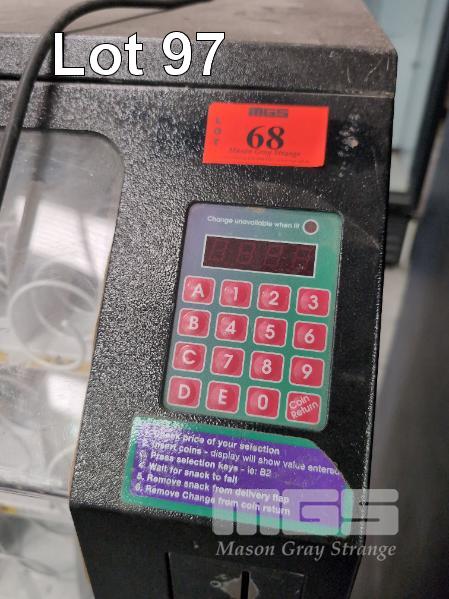 Lot 97
MGS
LOT
68
Mason Gray Strange
Change unavailable when lit
A 1 2 3
B 4 5 6
C 7 8 9
D E 0 Coin Return
1. Check price of your selection
2. Insert coins - display will show value entered
3. Press selection keys - ie: B2
4. Wait for snack to fall
5. Remove snack from delivery flap
6. Remove Change from coin return
MGS
Mason Gray Strange